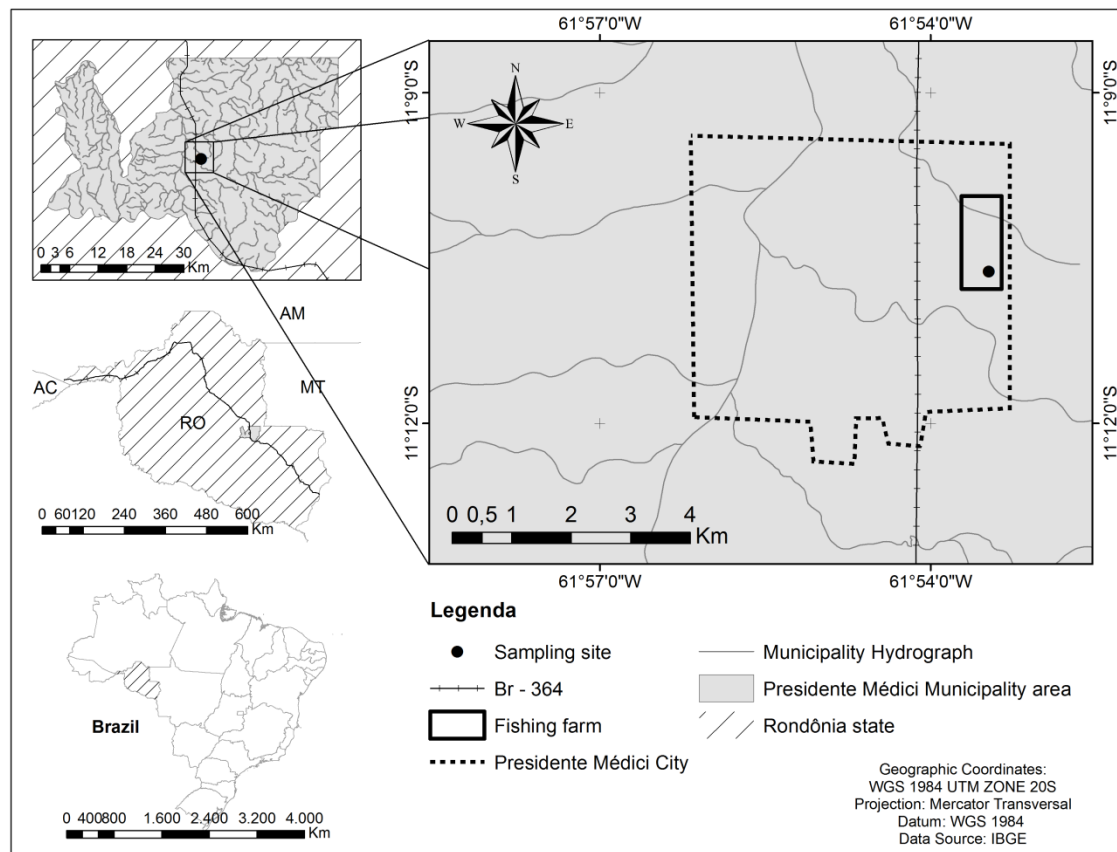 61°57'0"W 61°54'0"W
11°9'0"S 11°9'0"S
N
W E
S
0 3 6 12 18 24 30
Km
AM
AC
MT
RO
11°12'0"S 11°12'0"S
0 60120 240 360 480 600
Km
0 0,5 1 2 3 4
Km
61°57'0"W 61°54'0"W
Brazil
0 400800 1.600 2.400 3.200 4.000
Km
Legenda
Sampling site
Br - 364
Fishing farm
Presidente Médici City
Municipality Hydrograph
Presidente Médici Municipality area
Rondônia state
Geographic Coordinates:
WGS 1984 UTM ZONE 20S
Projection: Mercator Transversal
Datum: WGS 1984
Data Source: IBGE